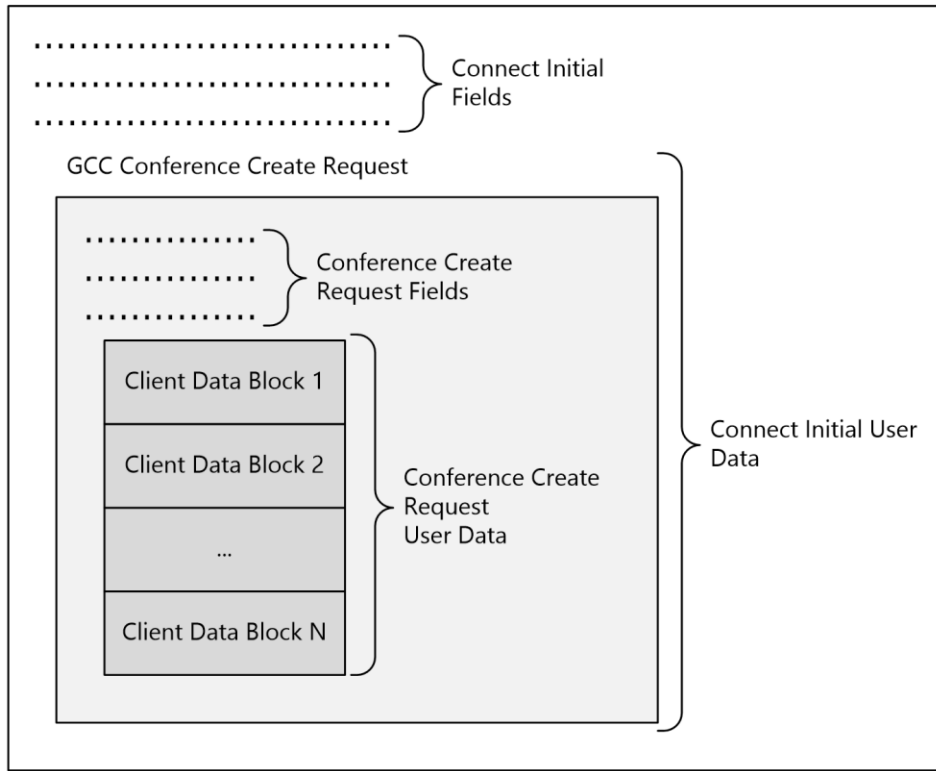 Connect Initial
Fields
GCC Conference Create Request
Conference Create
Request Fields
Client Data Block 1
Client Data Block 2
...
Client Data Block N
Conference Create
Request
User Data
Connect Initial User
Data